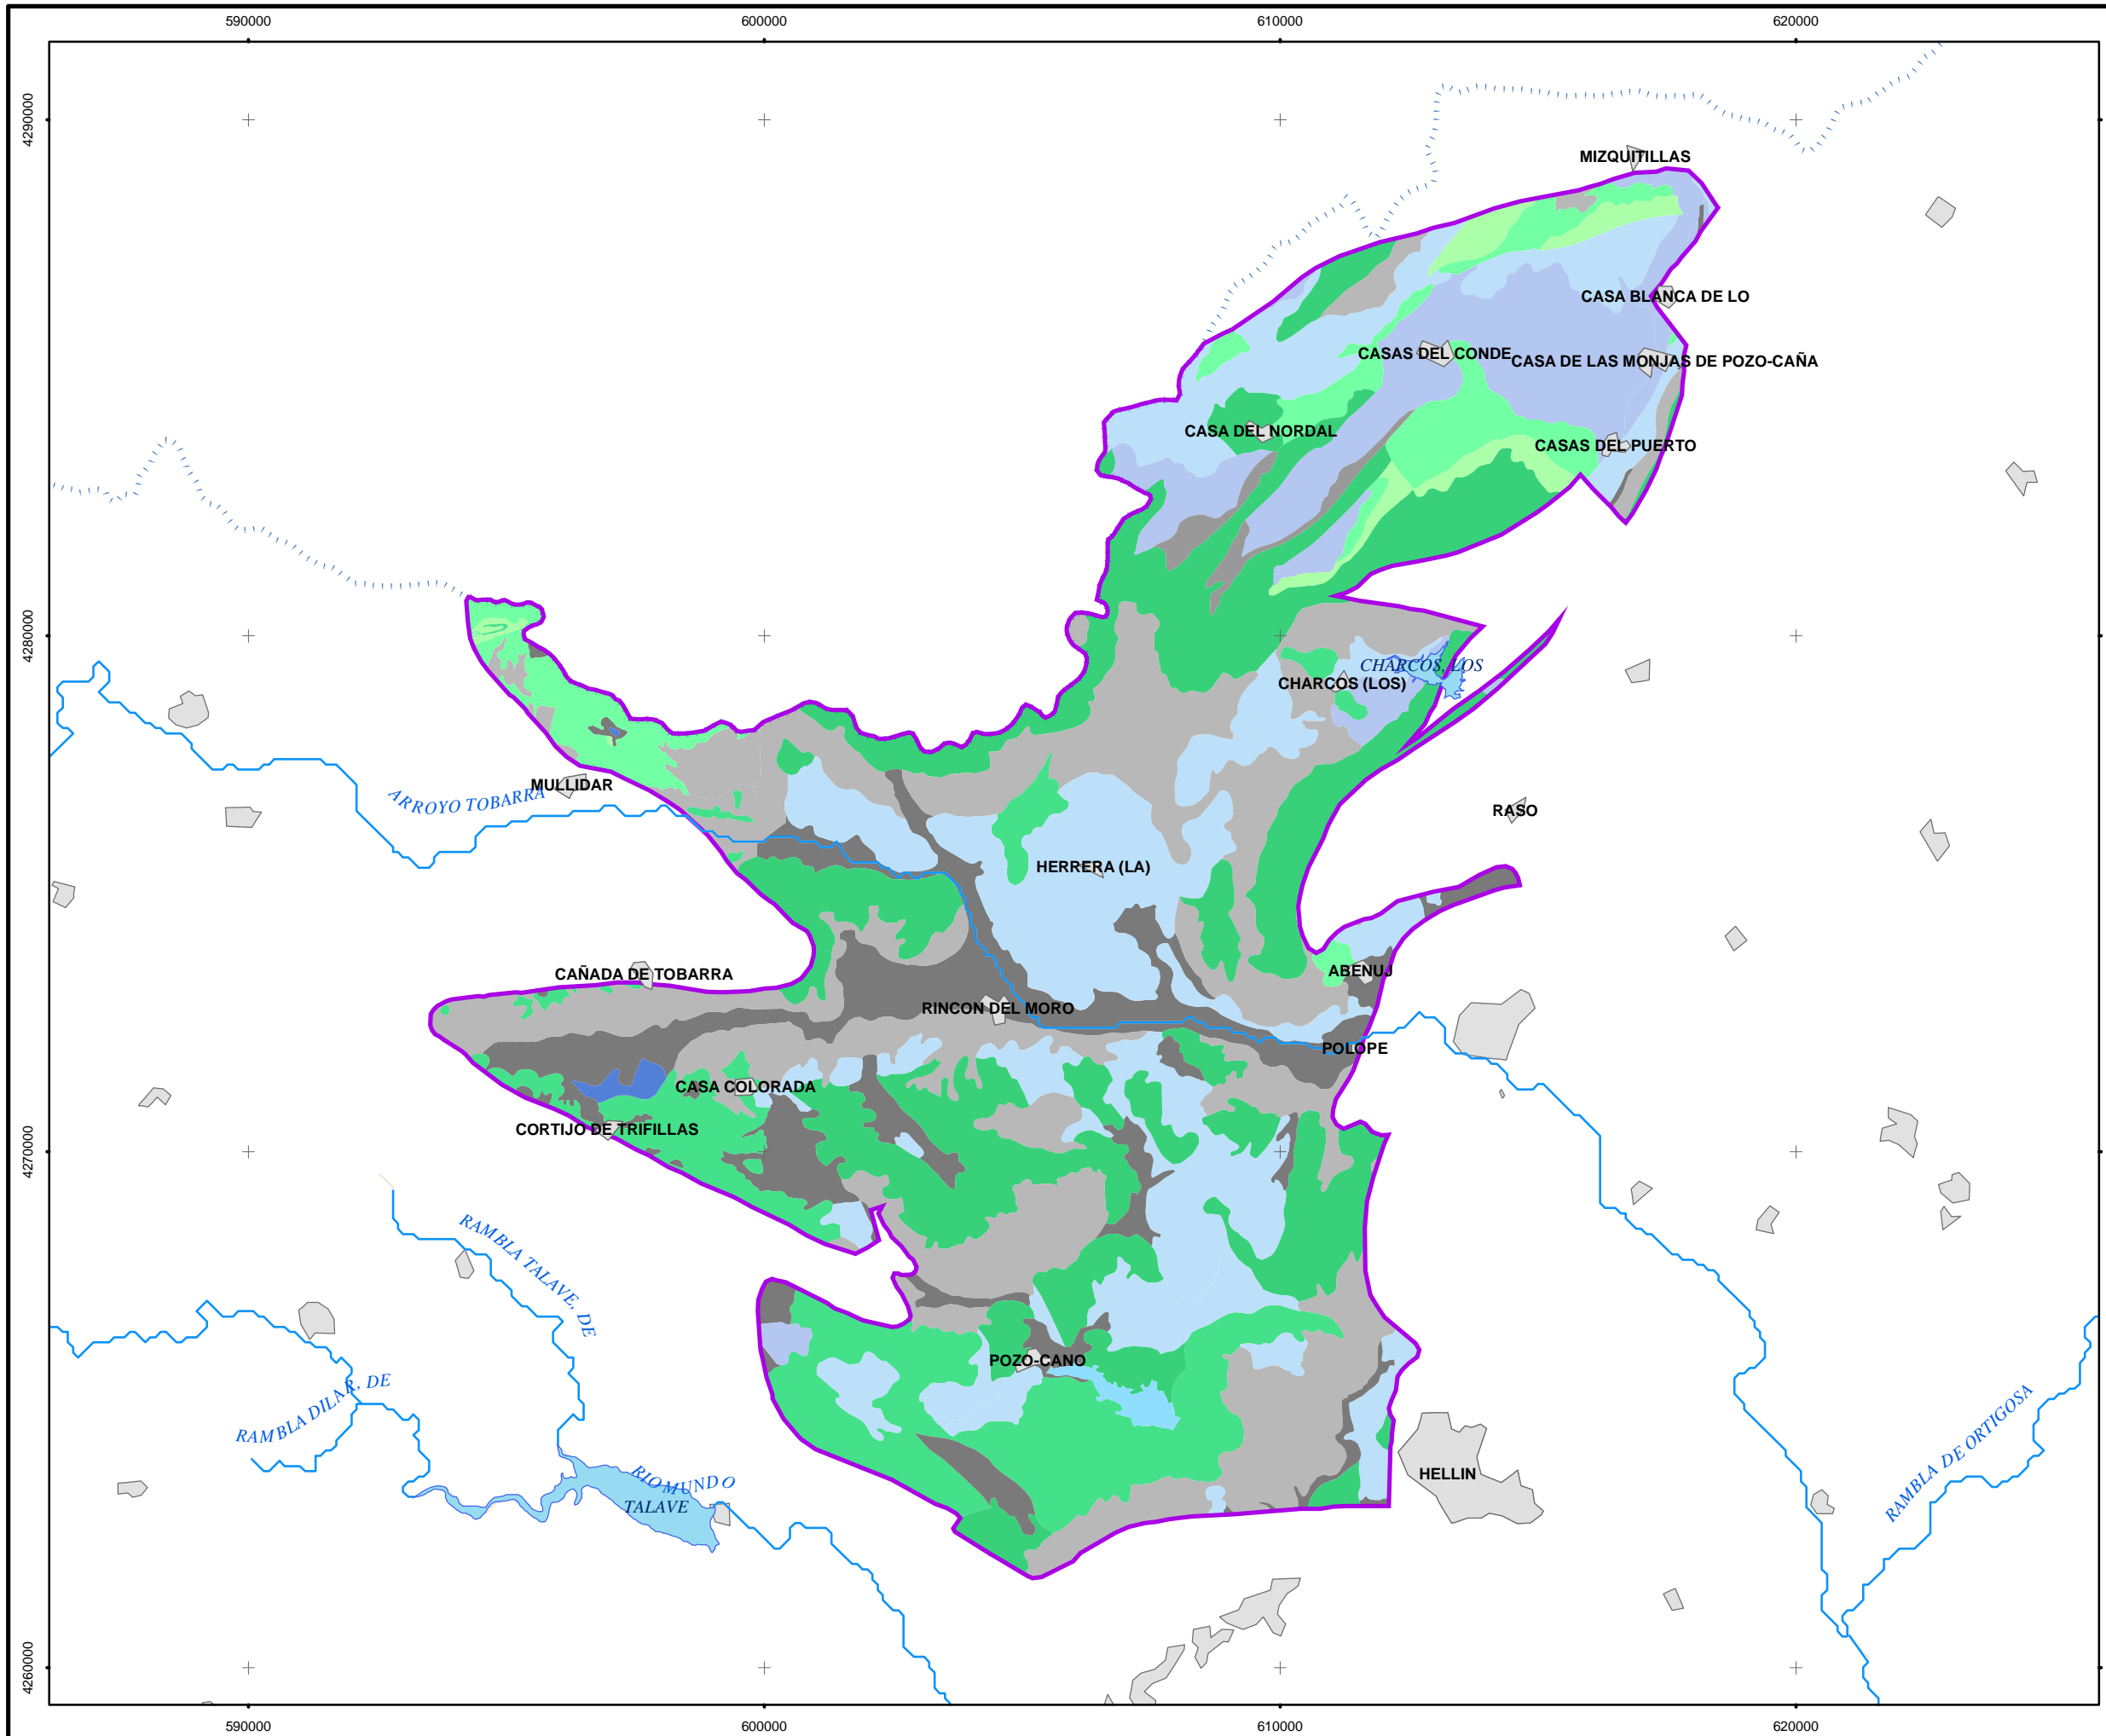 590000
600000
610000
620000
4290000
MIZQUITILLAS
CASA BLANCA DE LO
CASAS DEL CONDE
CASA DE LAS MONJAS DE POZO-CAÑA
CASA DEL NORDAL
CASAS DEL PUERTO
4280000
CHARCOS, LOS
CHARCOS (LOS)
MULLIDAR
ARROYO TOBARRA
RASO
HERRERA (LA)
CAÑADA DE TOBARRA
ABENUJ
RINCON DEL MORO
POLOPE
CASA COLORADA
CORTIJO DE TRIFILLAS
4270000
RAMBLA TALAVE, DE
POZO-CANO
RAMBLA DILAR, DE
RAMBLA DE ORTIGOSA
HELLIN
RIOMUNDO
TALAVE
4260000
590000
600000
610000
620000